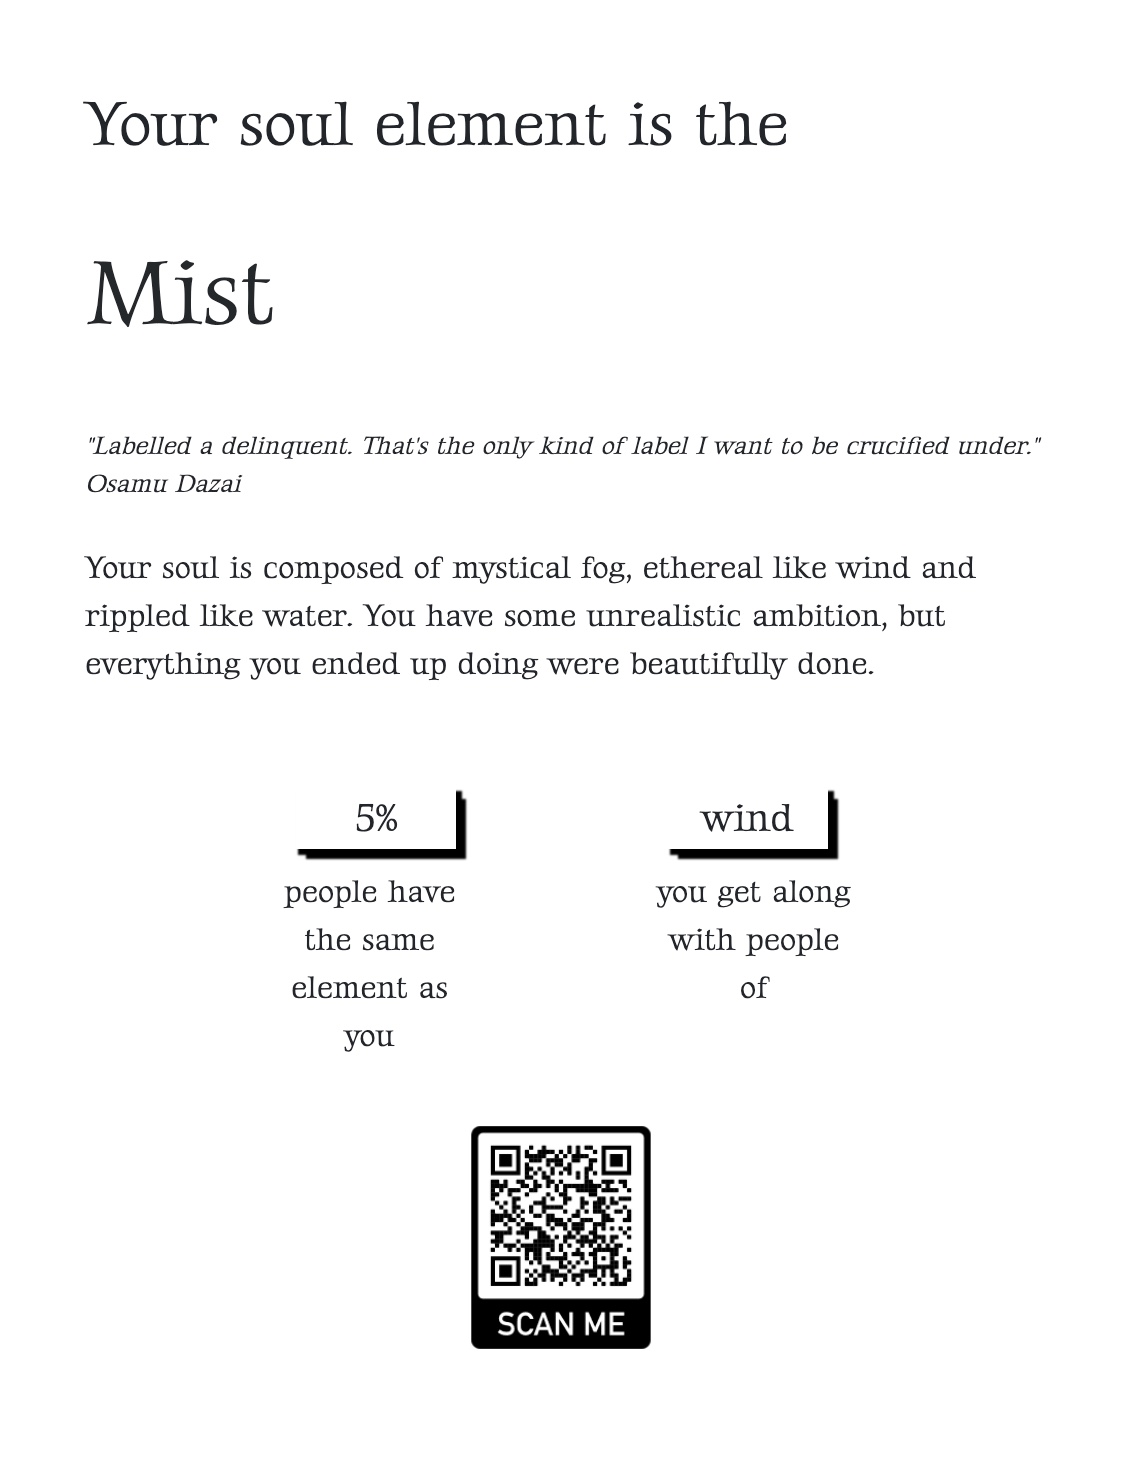 Your soul element is the
Mist
"Labelled a delinquent. That's the only kind of label I want to be crucified under."
Osamu Dazai
Your soul is composed of mystical fog, ethereal like wind and
rippled like water. You have some unrealistic ambition, but
everything you ended up doing were beautifully done.
5%
people have
the same
element as
you
wind
you get along
with people
of
SCAN ME